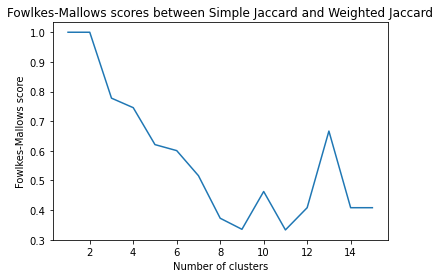 Fowlkes-Mallows scores between Simple Jaccard and Weighted Jaccard
1.0
0.9
0.8
0.7
0.6
0.5
0.4
0.3
Fowlkes-Mallows score
2 4 6 8 10 12 14
Number of clusters